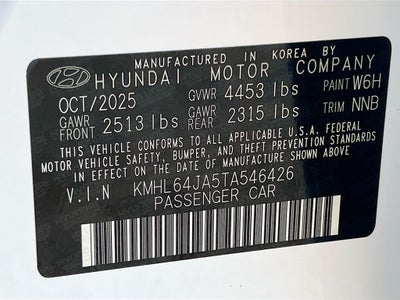 MANUFACTURED IN KOREA BY
HYUNDAI MOTOR COMPANY
OCT/2025 GVWR 4453 lbs PAINT W6H
GAWR FRONT 2513 lbs GAWR REAR 2315 lbs TRIM NNB
THIS VEHICLE CONFORMS TO ALL APPLICABLE U.S.A. FEDERAL
MOTOR VEHICLE SAFETY, BUMPER, AND THEFT PREVENTION STANDARDS
IN EFFECT ON THE DATE OF MANUFACTURE SHOWN ABOVE.
V.I.N KMHL64JA5TA546426
PASSENGER CAR